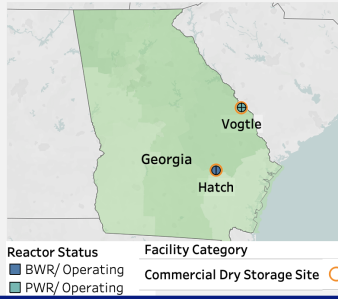 Vogtle
Georgia
Hatch
Reactor Status
BWR/ Operating
PWR/ Operating
Facility Category
Commercial Dry Storage Site